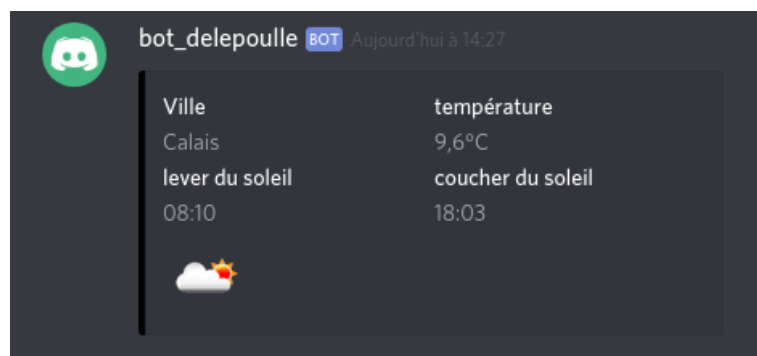 bot_delepoulle BOT Aujourd'hui à 14:27
Ville température
Calais 9,6°C
lever du soleil coucher du soleil
08:10 18:03